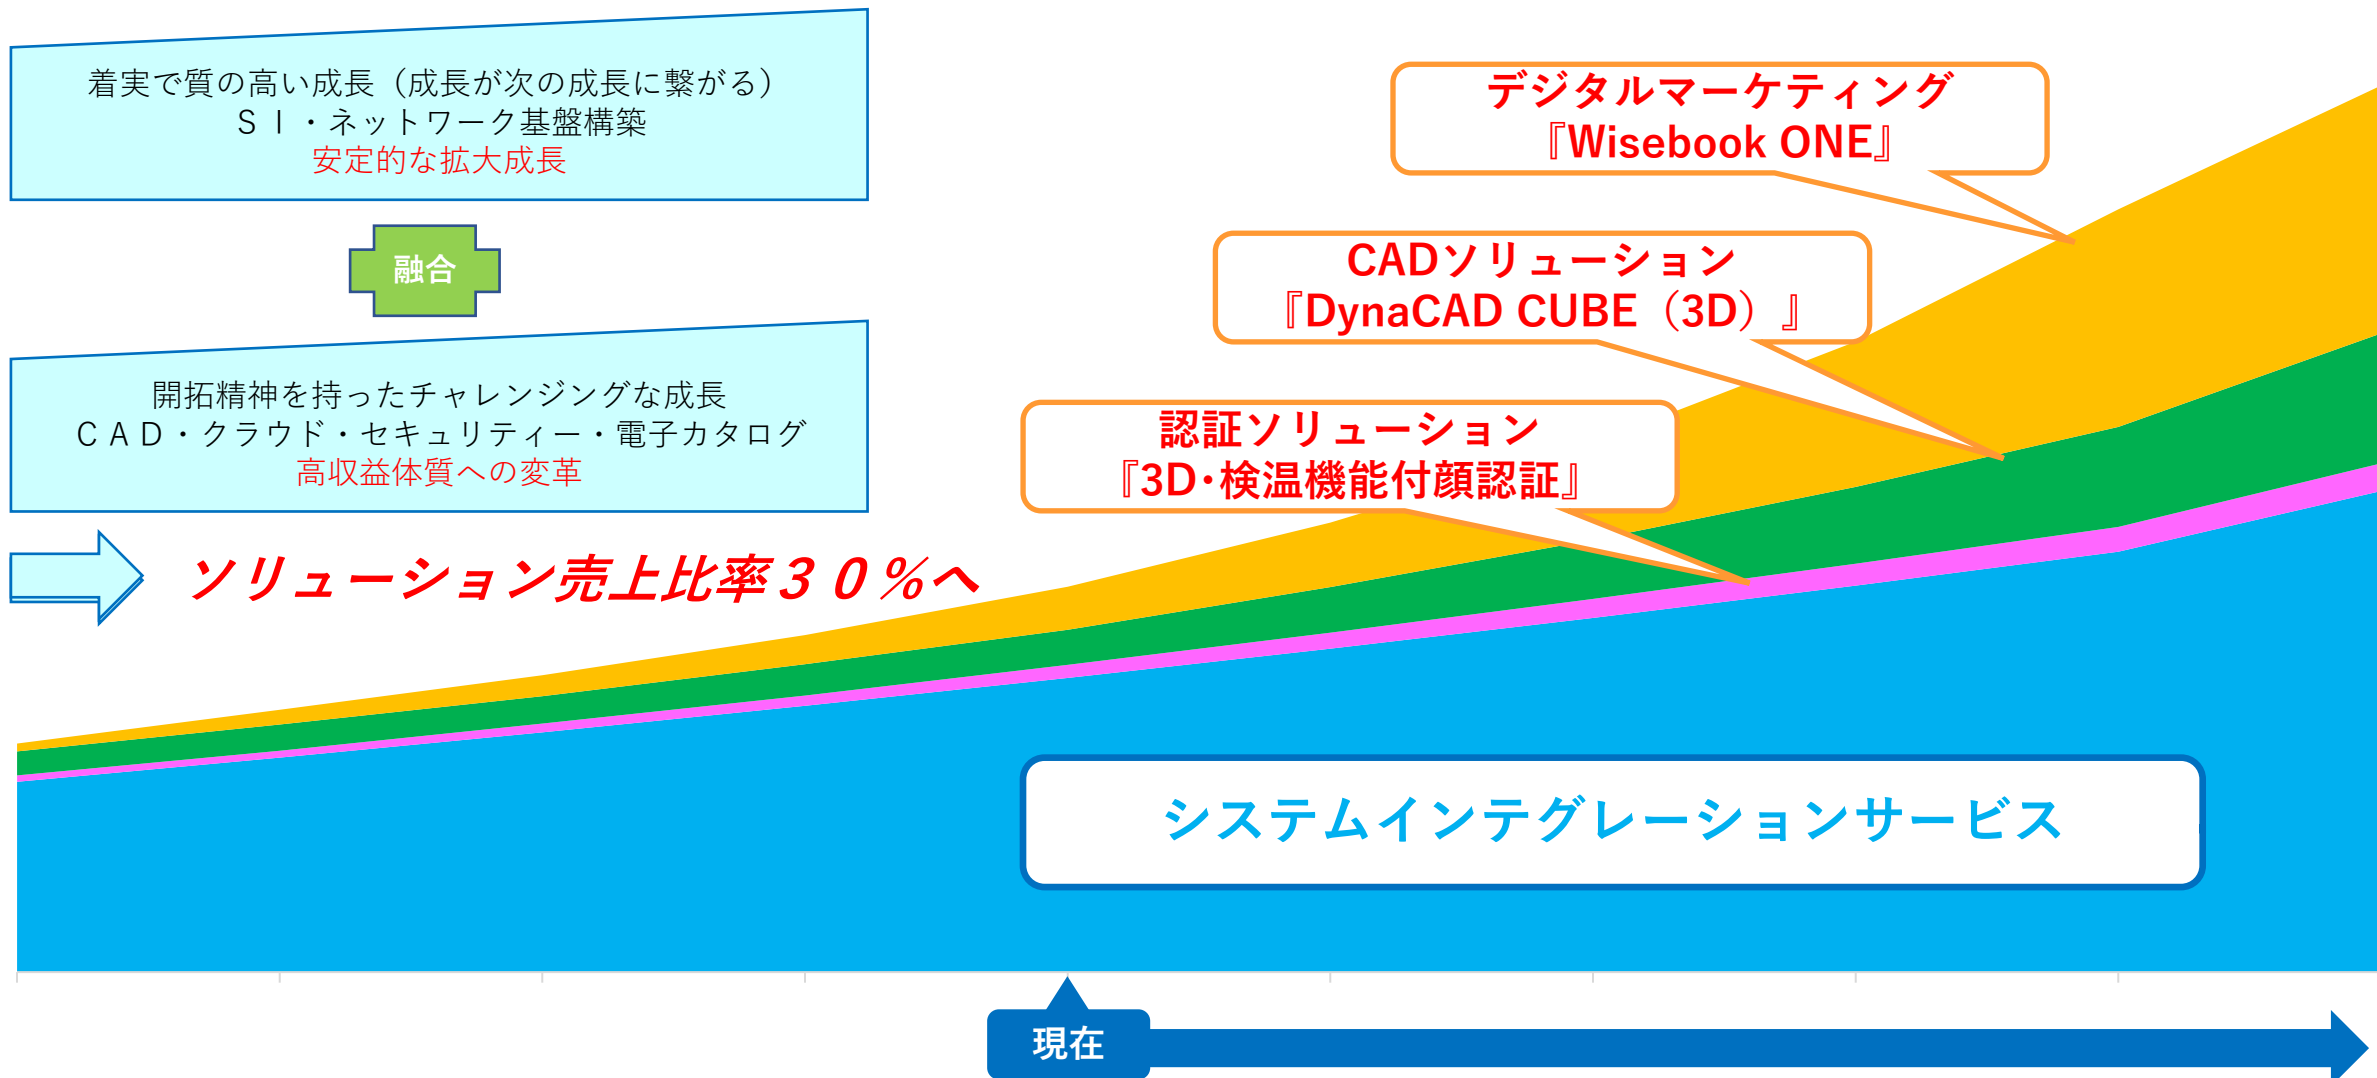 着実で質の高い成長（成長が次の成長に繋がる）
ＳＩ・ネットワーク基盤構築
安定的な拡大成長
融合
開拓精神を持ったチャレンジングな成長
ＣＡＤ・クラウド・セキュリティー・電子カタログ
高収益体質への変革
ソリューション売上比率３０％へ
デジタルマーケティング
『Wisebook ONE』
CADソリューション
『DynaCAD CUBE（3D）』
認証ソリューション
『3D･検温機能付顔認証』
システムインテグレーションサービス
現在